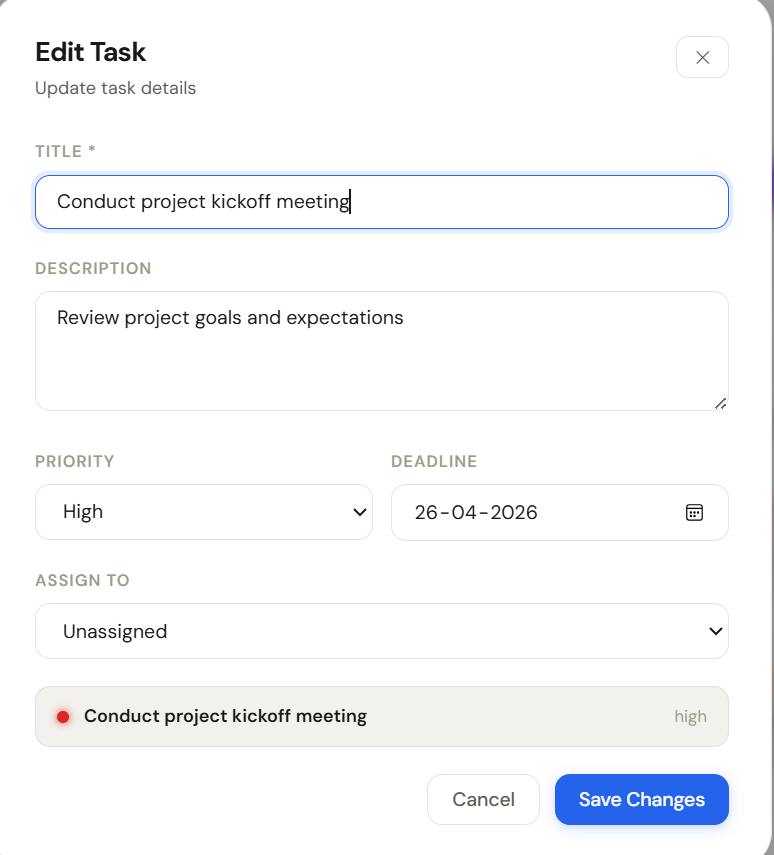 Edit Task
Update task details
TITLE *
Conduct project kickoff meeting
DESCRIPTION
Review project goals and expectations
PRIORITY
DEADLINE
High
26-04-2026
ASSIGN TO
Unassigned
Conduct project kickoff meeting
high
Cancel
Save Changes